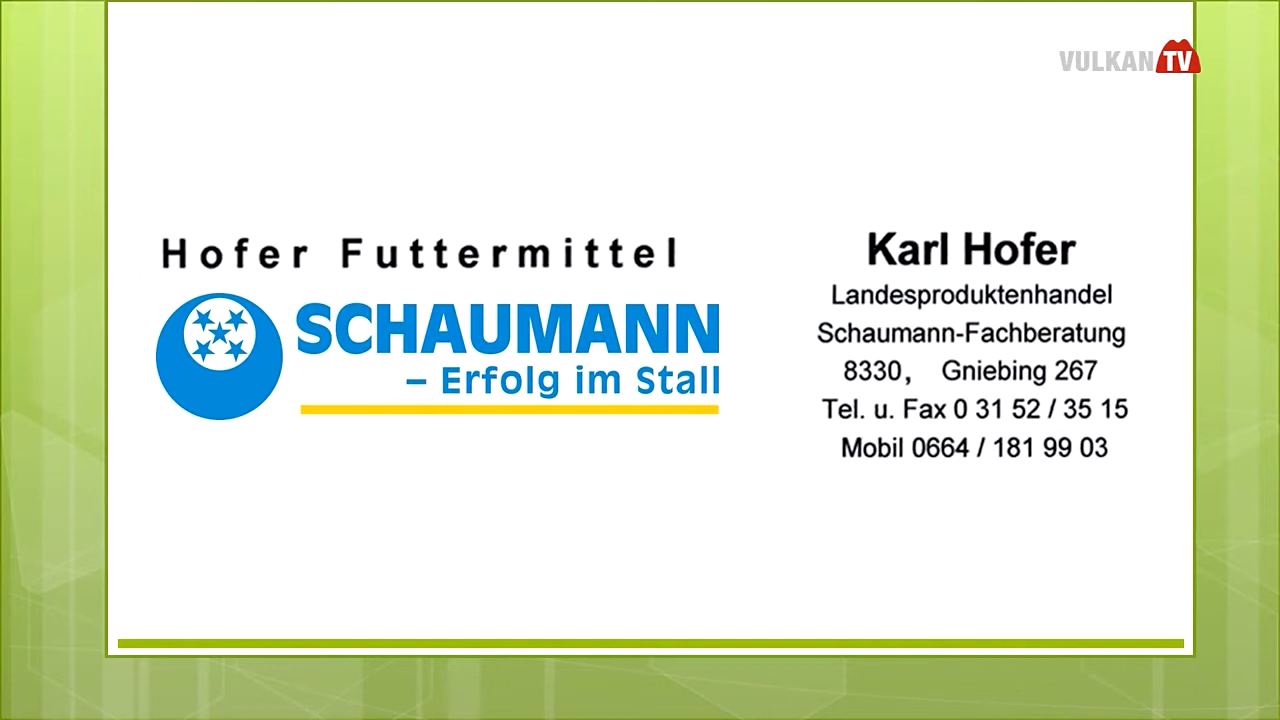 VULKAN TV
Hofer Futtermittel
SCHAUMANN
– Erfolg im Stall
Karl Hofer
Landesproduktenhandel
Schaumann-Fachberatung
8330, Gniebing 267
Tel. u. Fax 0 31 52 / 35 15
Mobil 0664 / 181 99 03